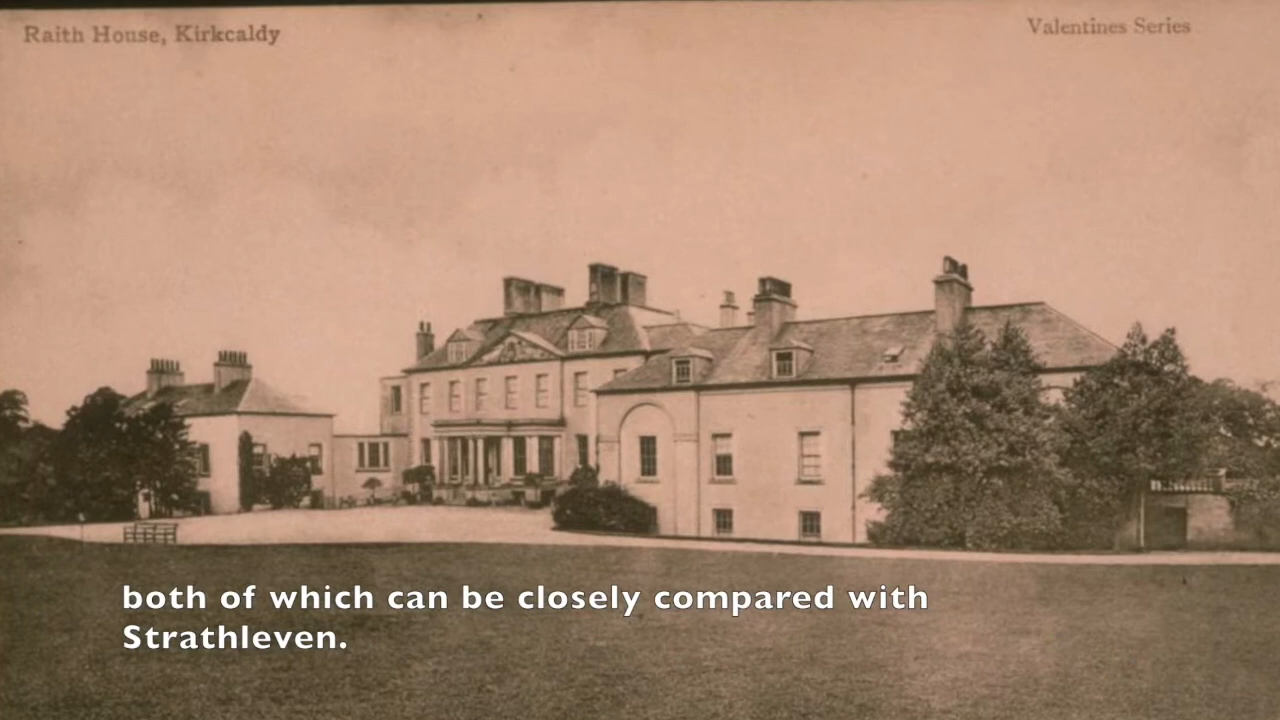 Raith House, Kirkcaldy
Valentines Series
both of which can be closely compared with
Strathleven.